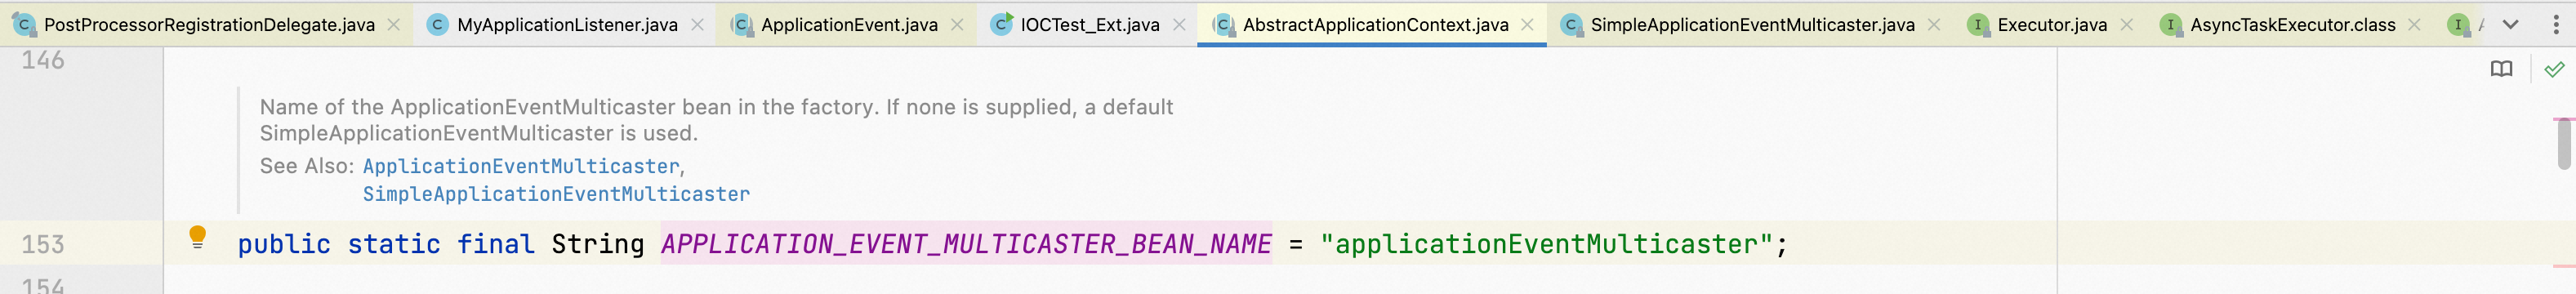 PostProcessorRegistrationDelegate.java MyApplicationListener.java ApplicationEvent.java IOCTest_Ext.java AbstractApplicationContext.java SimpleApplicationEventMulticaster.java Executor.java AsyncTaskExecutor.class
146
Name of the ApplicationEventMulticaster bean in the factory. If none is supplied, a default
SimpleApplicationEventMulticaster is used.
See Also: ApplicationEventMulticaster,
SimpleApplicationEventMulticaster
153 public static final String APPLICATION_EVENT_MULTICASTER_BEAN_NAME = "applicationEventMulticaster";
154